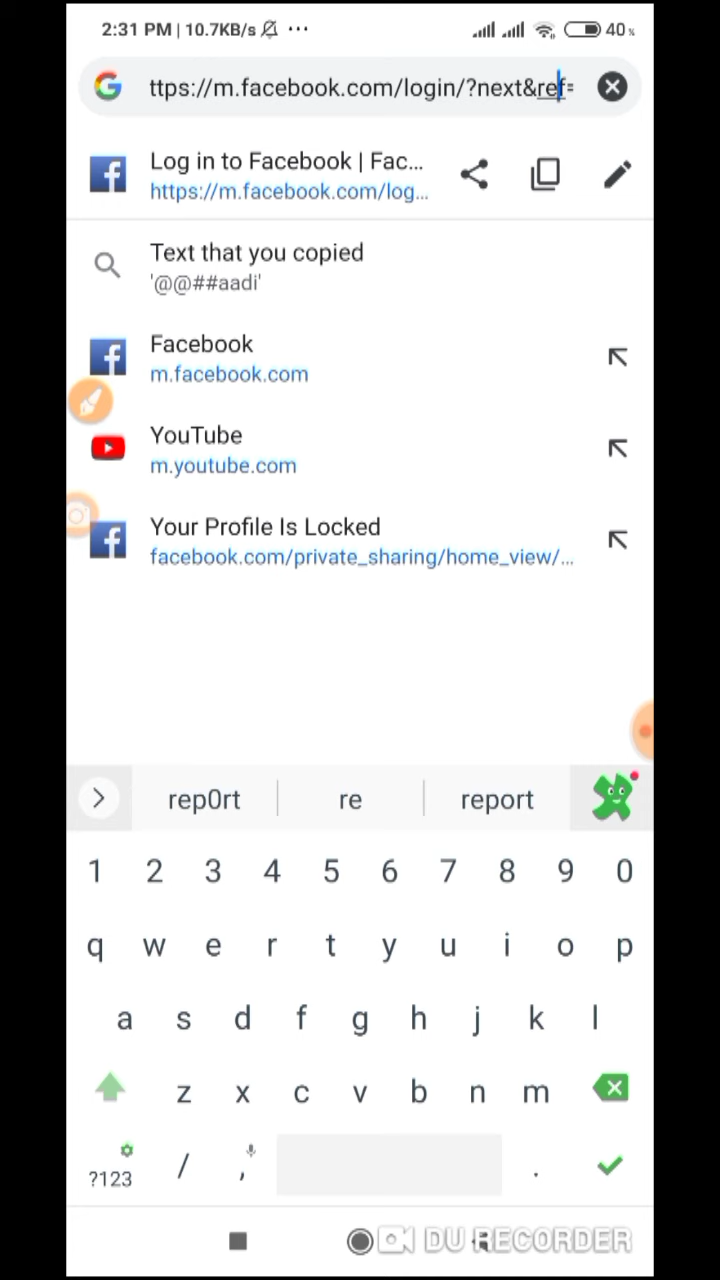 2:31 PM | 10.7KB/s ... 40%
ttps://m.facebook.com/login/?next&ref=
Log in to Facebook | Fac...
https://m.facebook.com/log...
Text that you copied
'@@##aadi'
Facebook
m.facebook.com
YouTube
m.youtube.com
Your Profile Is Locked
facebook.com/private_sharing/home_view/...
rep0rt re report
1 2 3 4 5 6 7 8 9 0
q w e r t y u i o p
a s d f g h j k l
z x c v b n m
?123 / , .
DU RECORDER